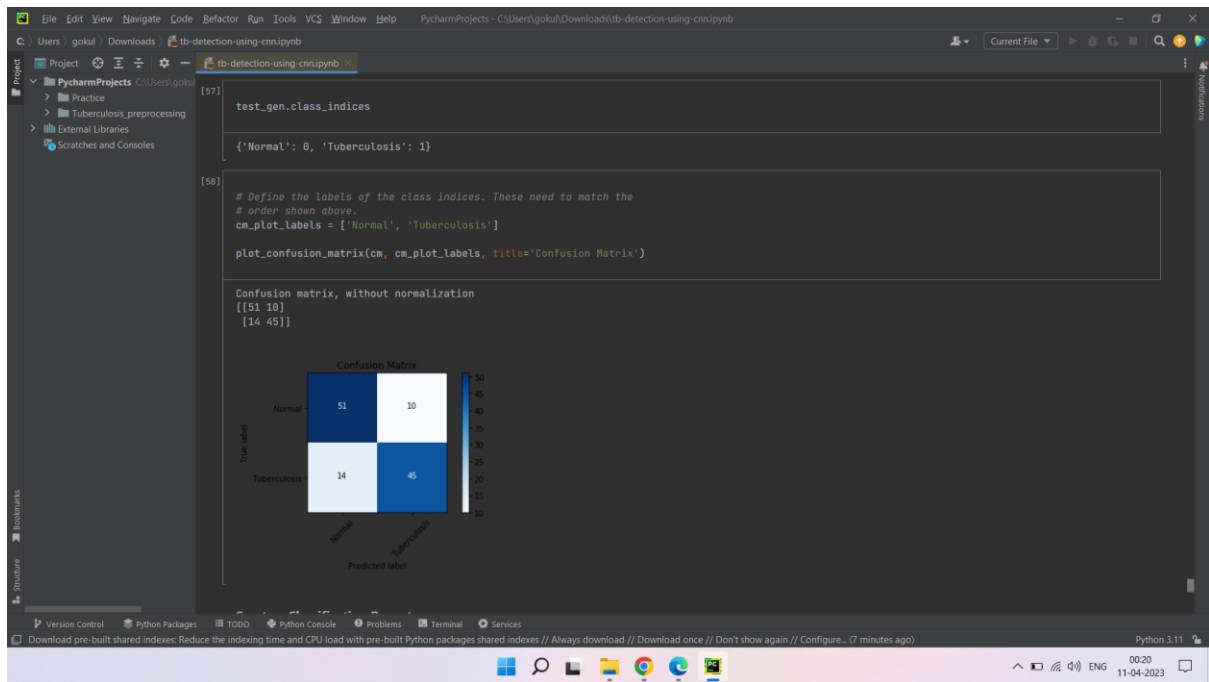 File Edit View Navigate Code Refactor Run Tools VCS Window Help PycharmProjects - C:\Users\gokul\Downloads\tb-detection-using-cnn.ipynb
C: Users gokul Downloads tb-detection-using-cnn.ipynb Current File
Project tb-detection-using-cnn.ipynb
Project
PycharmProjects C:\Users\gokul
Practice
Tuberculosis_preprocessing
External Libraries
Scratches and Consoles
Notifications
[57]
test_gen.class_indices
{'Normal': 0, 'Tuberculosis': 1}
[58]
# Define the labels of the class indices. These need to match the
# order shown above.
cm_plot_labels = ['Normal', 'Tuberculosis']
plot_confusion_matrix(cm, cm_plot_labels, title='Confusion Matrix')
Confusion matrix, without normalization
[[51 10]
[14 45]]
Confusion Matrix
Normal 51 10
Tuberculosis 14 45
True label
Normal Tuberculosis
Predicted label
50
45
40
35
30
25
20
15
10
Bookmarks
Structure
Version Control Python Packages TODO Python Console Problems Terminal Services
Download pre-built shared indexes: Reduce the indexing time and CPU load with pre-built Python packages shared indexes // Always download // Download once // Don't show again // Configure... (7 minutes ago) Python 3.11
ENG 00:20
11-04-2023